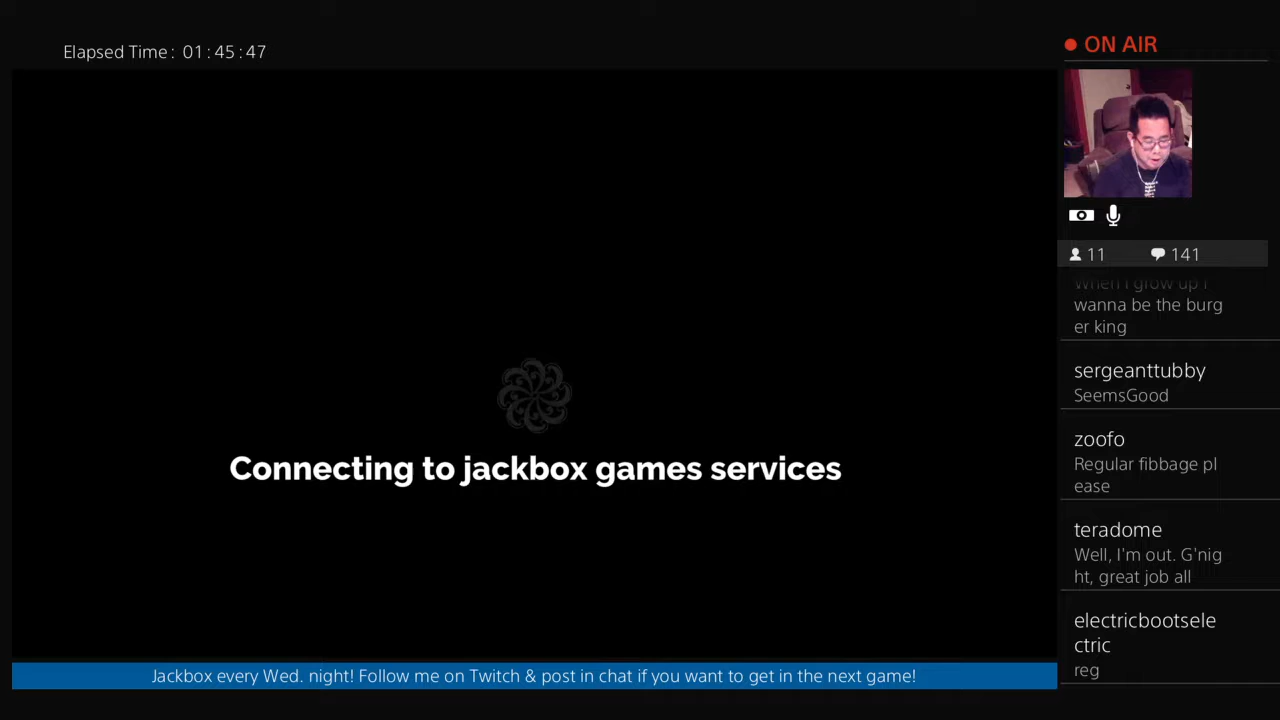 Elapsed Time: 01:45:47
ON AIR
11 141
When I grow up I
wanna be the burg
er king
sergeanttubby
SeemsGood
zoofo
Regular fibbage pl
ease
teradome
Well, I'm out. G'nig
ht, great job all
electricbootsele
ctric
reg
Connecting to jackbox games services
Jackbox every Wed. night! Follow me on Twitch & post in chat if you want to get in the next game!